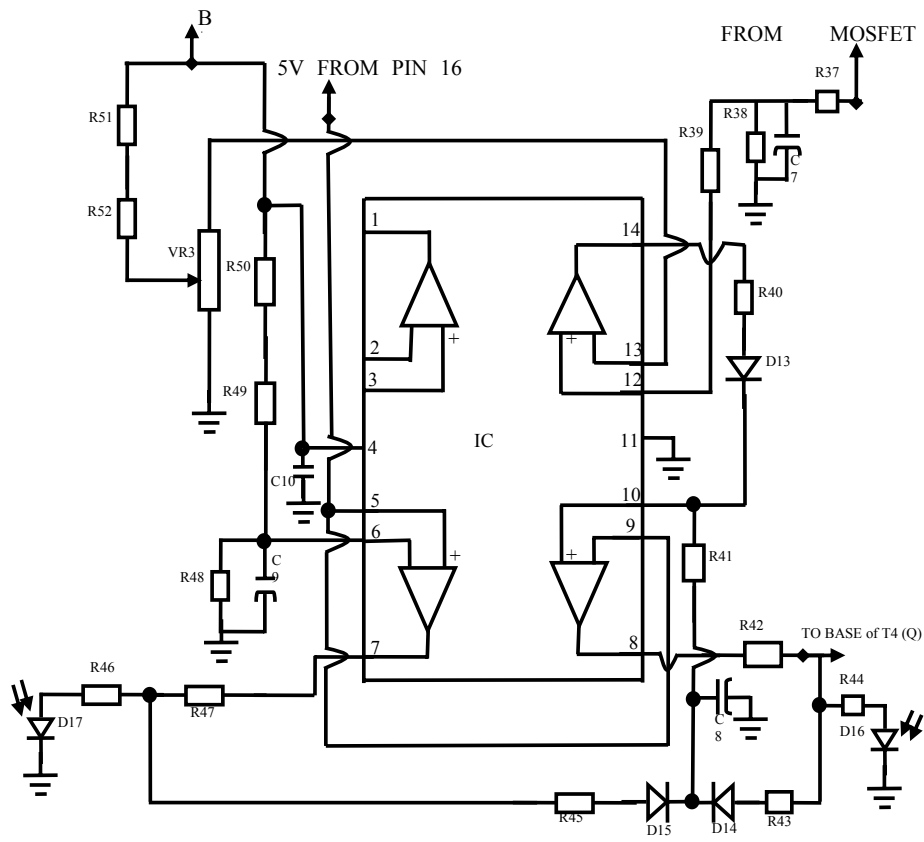 B
FROM MOSFET
5V FROM PIN 16
R37
R51
R38
R39
C
7
R52
1
14
VR3
R50
R40
+
+
2
13
D13
3
12
R49
IC
11
4
C10
5
10
6
9
+
+
C
9
R41
R48
R42
TO BASE of T4 (Q)
7
8
R46
R44
R47
D17
C
8
D16
R45
D15
D14
R43